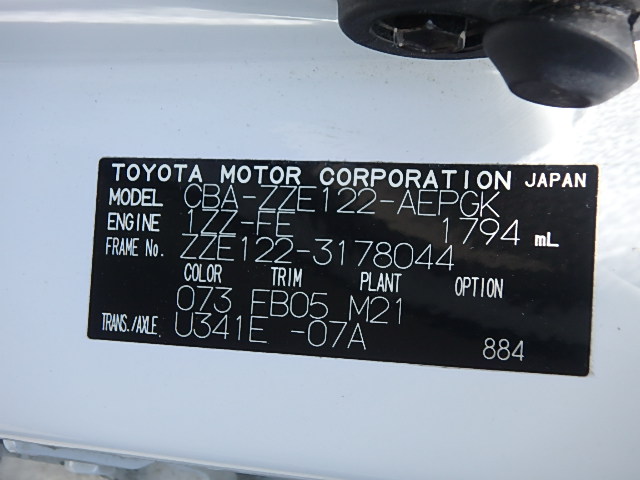 TOYOTA MOTOR CORPORATION JAPAN
MODEL CBA-ZZE122-AEPGK
ENGINE 1ZZ-FE 1794 mL
FRAME No. ZZE122-3178044
COLOR TRIM PLANT OPTION
073 FB05 M21
TRANS./AXLE. U341E -07A
884